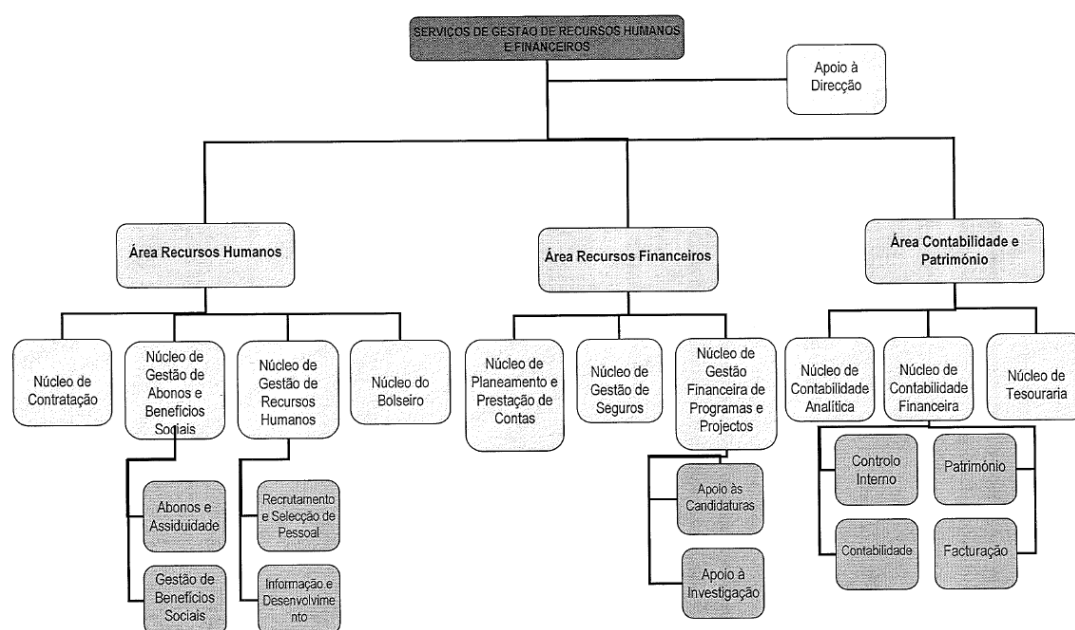 SERVIÇOS DE GESTÃO DE RECURSOS HUMANOS
E FINANCEIROS
Apoio à
Direcção
Área Recursos Humanos
Área Recursos Financeiros
Área Contabilidade e
Património
Núcleo de
Contratação
Núcleo de
Gestão de
Abonos e
Benefícios
Sociais
Núcleo de
Gestão de
Recursos
Humanos
Núcleo do
Bolseiro
Núcleo de
Planeamento e
Prestação de
Contas
Núcleo de
Gestão de
Seguros
Núcleo de
Gestão
Financeira de
Programas e
Projectos
Núcleo de
Contabilidade
Analítica
Núcleo de
Contabilidade
Financeira
Núcleo de
Tesouraria
Abonos e
Assiduidade
Gestão de
Benefícios
Sociais
Recrutamento
e Selecção de
Pessoal
Informação e
Desenvolvime
nto
Apoio às
Candidaturas
Apoio à
Investigação
Controlo
Interno
Património
Contabilidade
Facturação